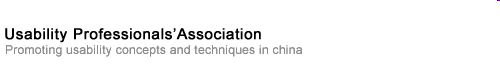 Usability Professionals’Association
Promoting usability concepts and techniques in china